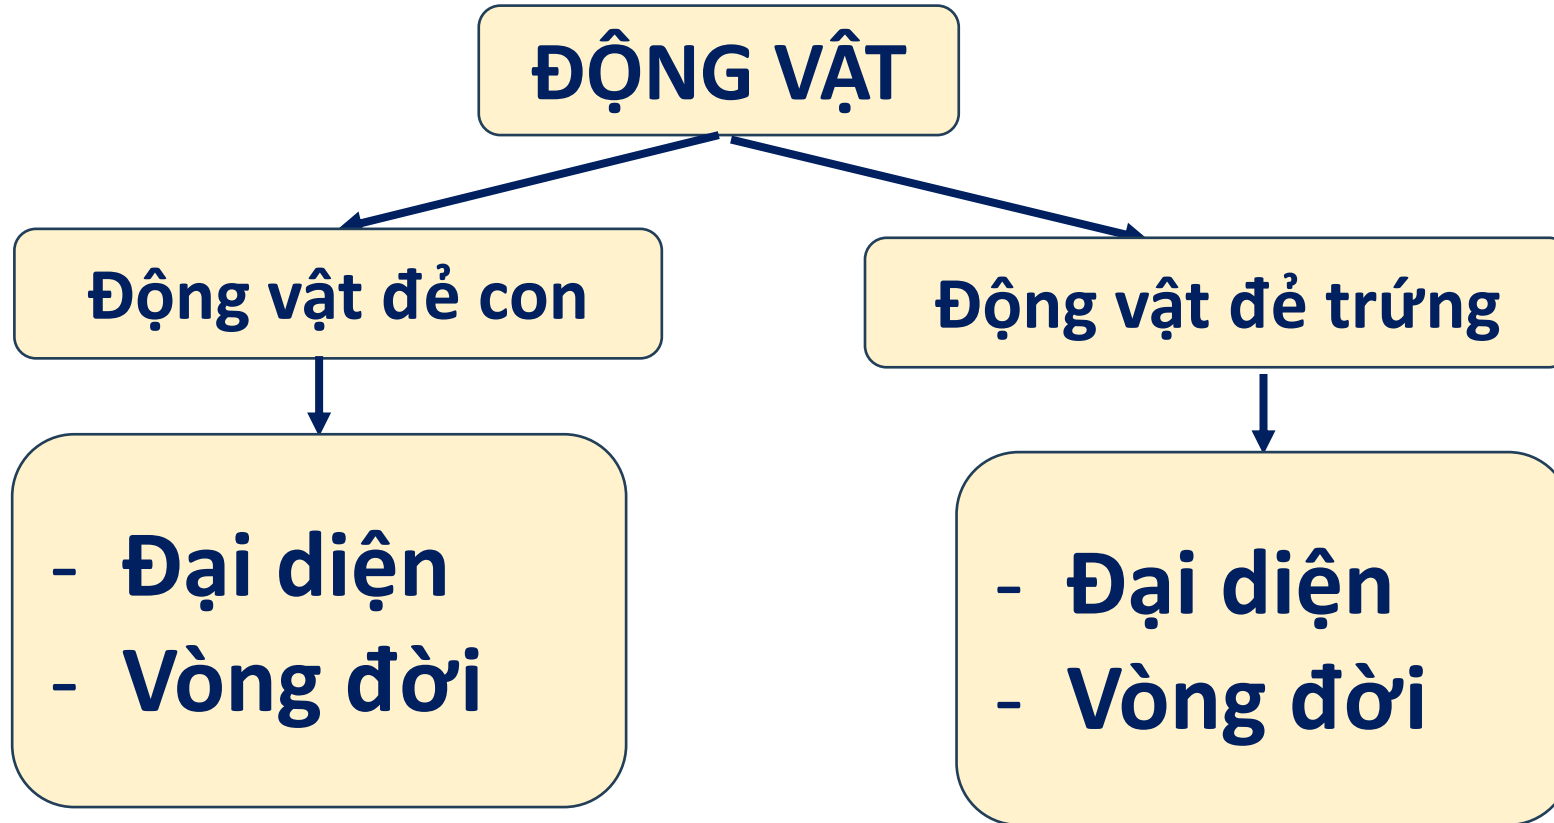 ĐỘNG VẬT
Động vật đẻ con
Động vật đẻ trứng
- Đại diện
- Vòng đời
- Đại diện
- Vòng đời